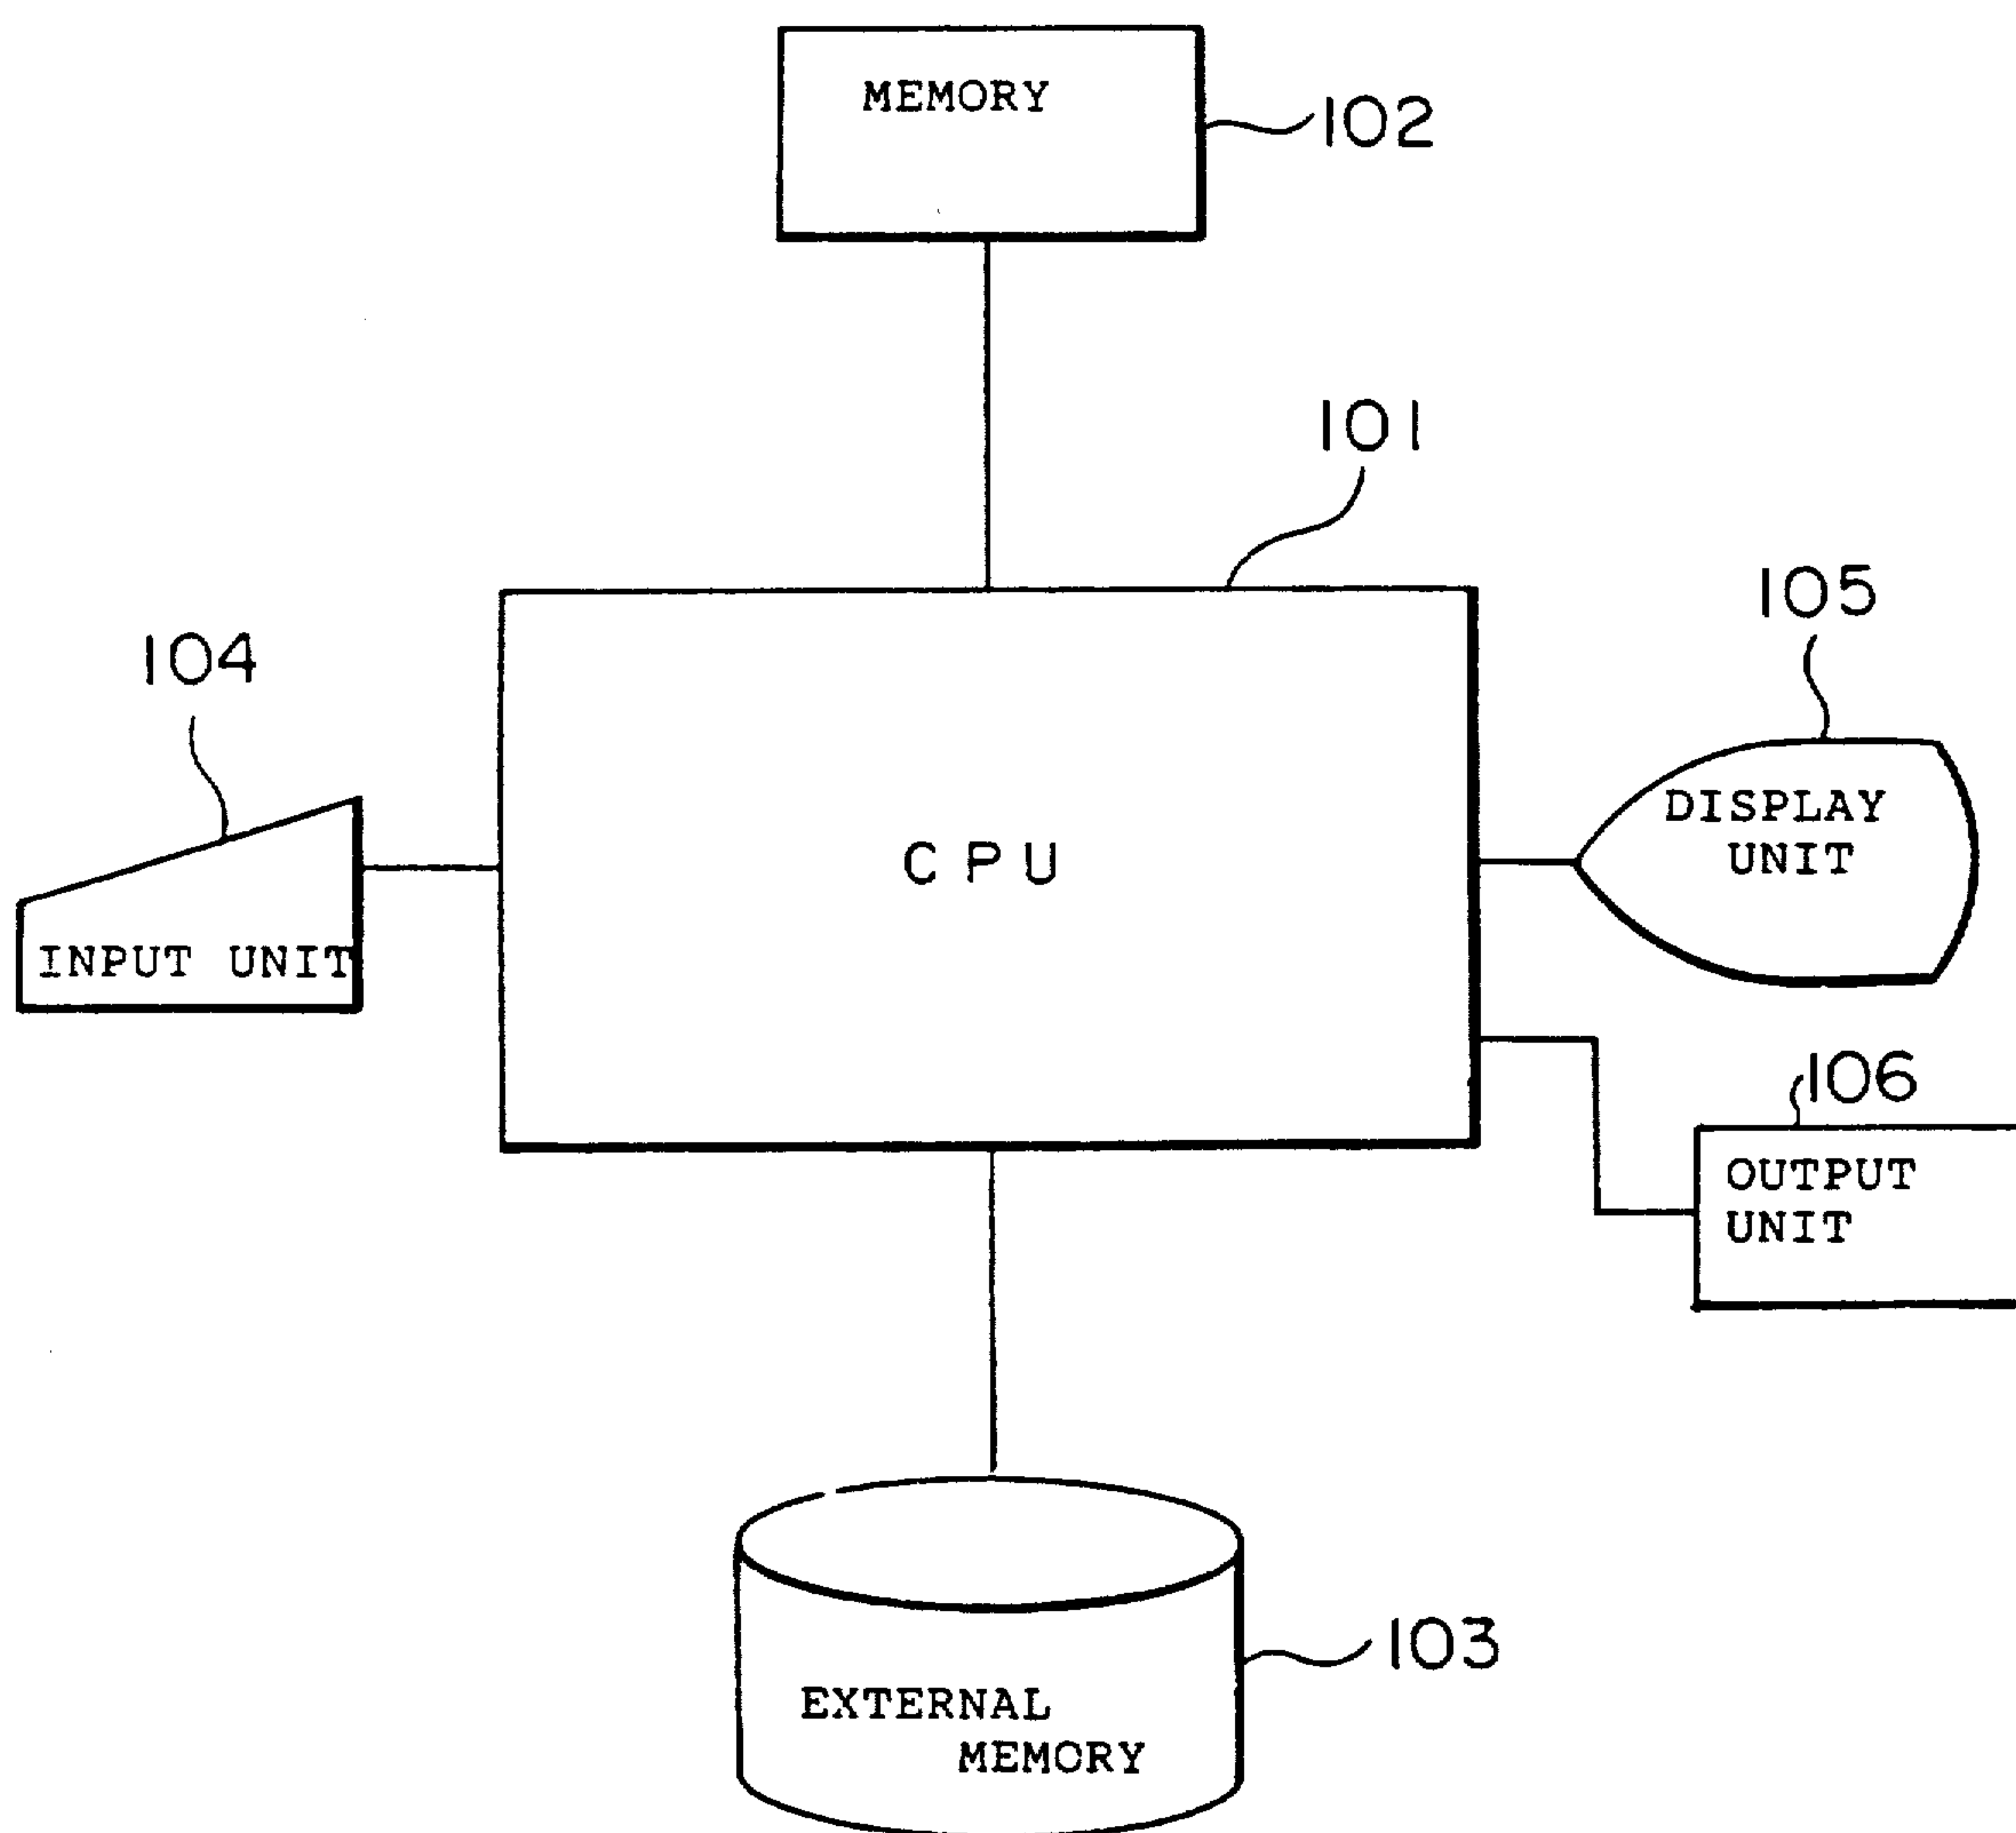 MEMORY
102
101
105
104
DISPLAY
UNIT
CPU
INPUT UNIT
106
OUTPUT
UNIT
103
EXTERNAL
MEMORY